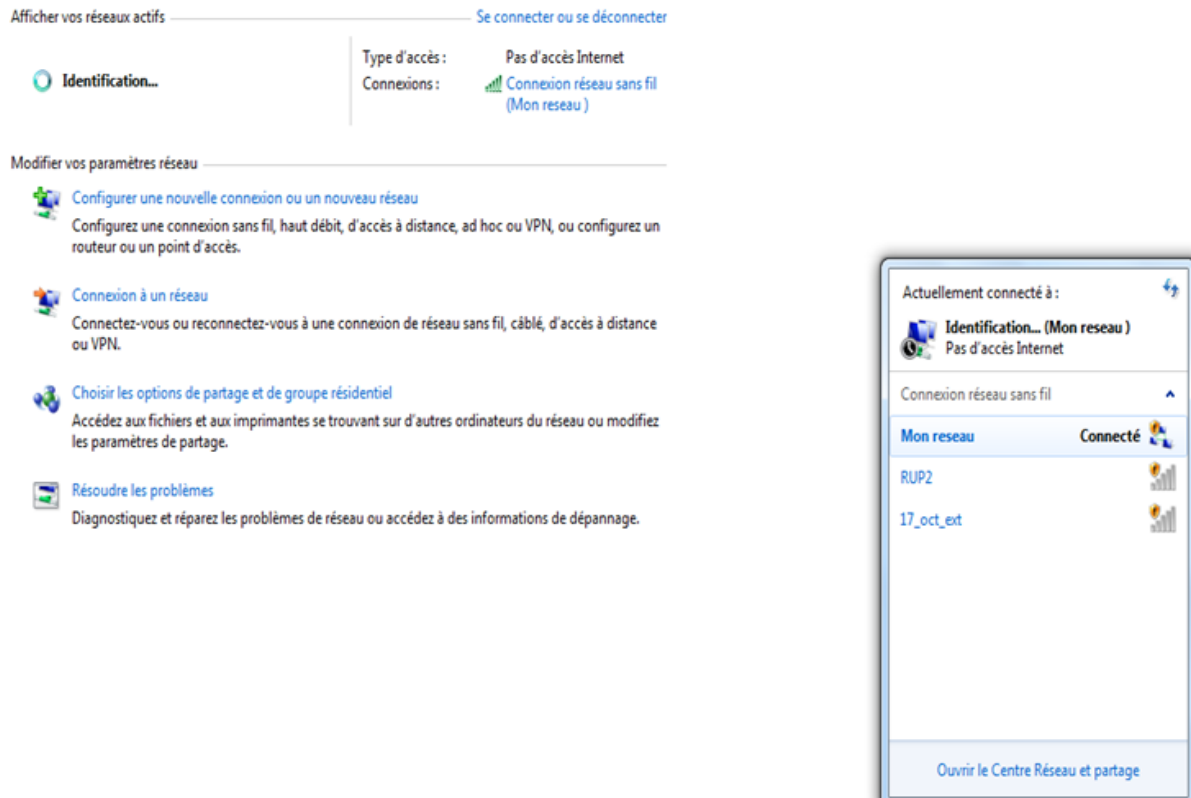 Afficher vos réseaux actifs
Se connecter ou se déconnecter
Identification...
Type d'accès :
Pas d'accès Internet
Connexions :
Connexion réseau sans fil
(Mon reseau )
Modifier vos paramètres réseau
Configurer une nouvelle connexion ou un nouveau réseau
Configurez une connexion sans fil, haut débit, d'accès à distance, ad hoc ou VPN, ou configurez un
routeur ou un point d'accès.
Connexion à un réseau
Connectez-vous ou reconnectez-vous à une connexion de réseau sans fil, câblé, d'accès à distance
ou VPN.
Choisir les options de partage et de groupe résidentiel
Accédez aux fichiers et aux imprimantes se trouvant sur d'autres ordinateurs du réseau ou modifiez
les paramètres de partage.
Résoudre les problèmes
Diagnostiquez et réparez les problèmes de réseau ou accédez à des informations de dépannage.
Actuellement connecté à :
Identification... (Mon reseau )
Pas d'accès Internet
Connexion réseau sans fil
Mon reseau
Connecté
RUP2
17_oct_ext
Ouvrir le Centre Réseau et partage